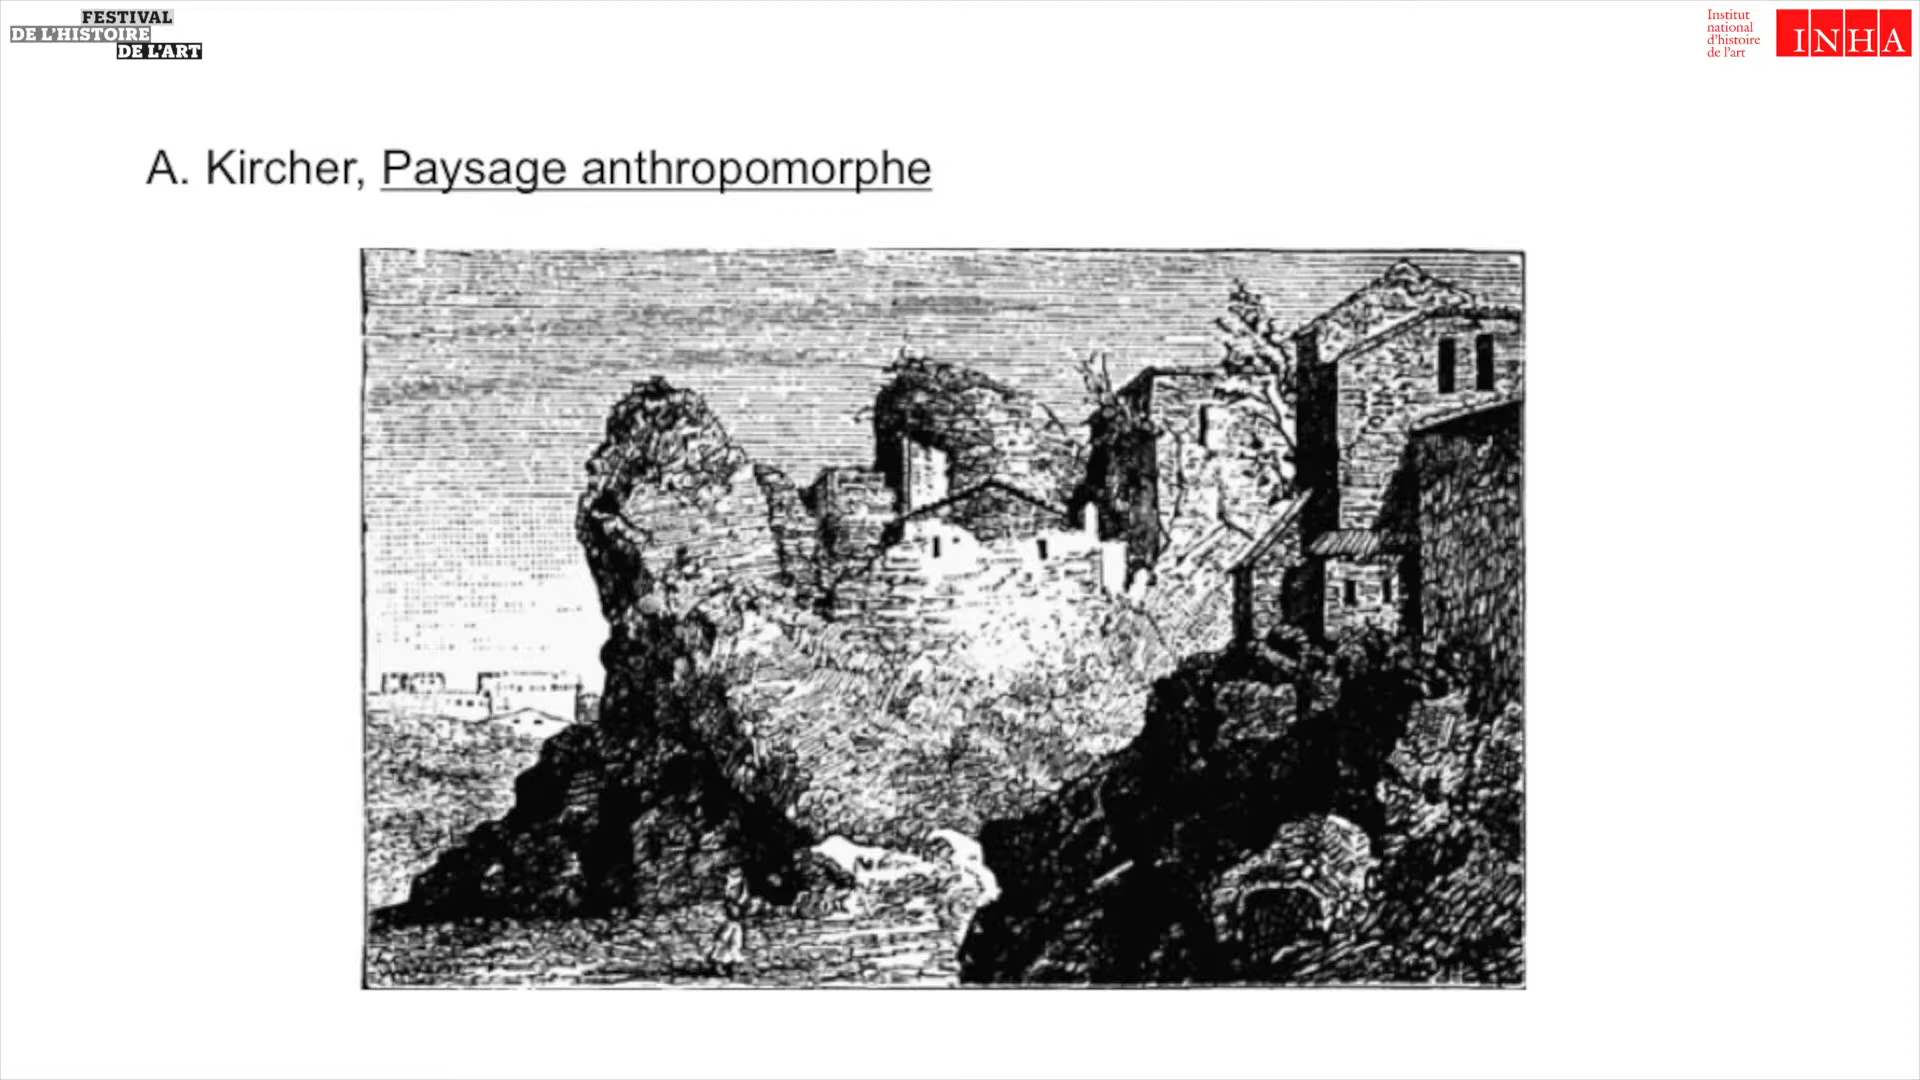 FESTIVAL
DE L'HISTOIRE
DE L'ART
Institut
national
d'histoire
de l'art
INHA
A. Kircher, Paysage anthropomorphe